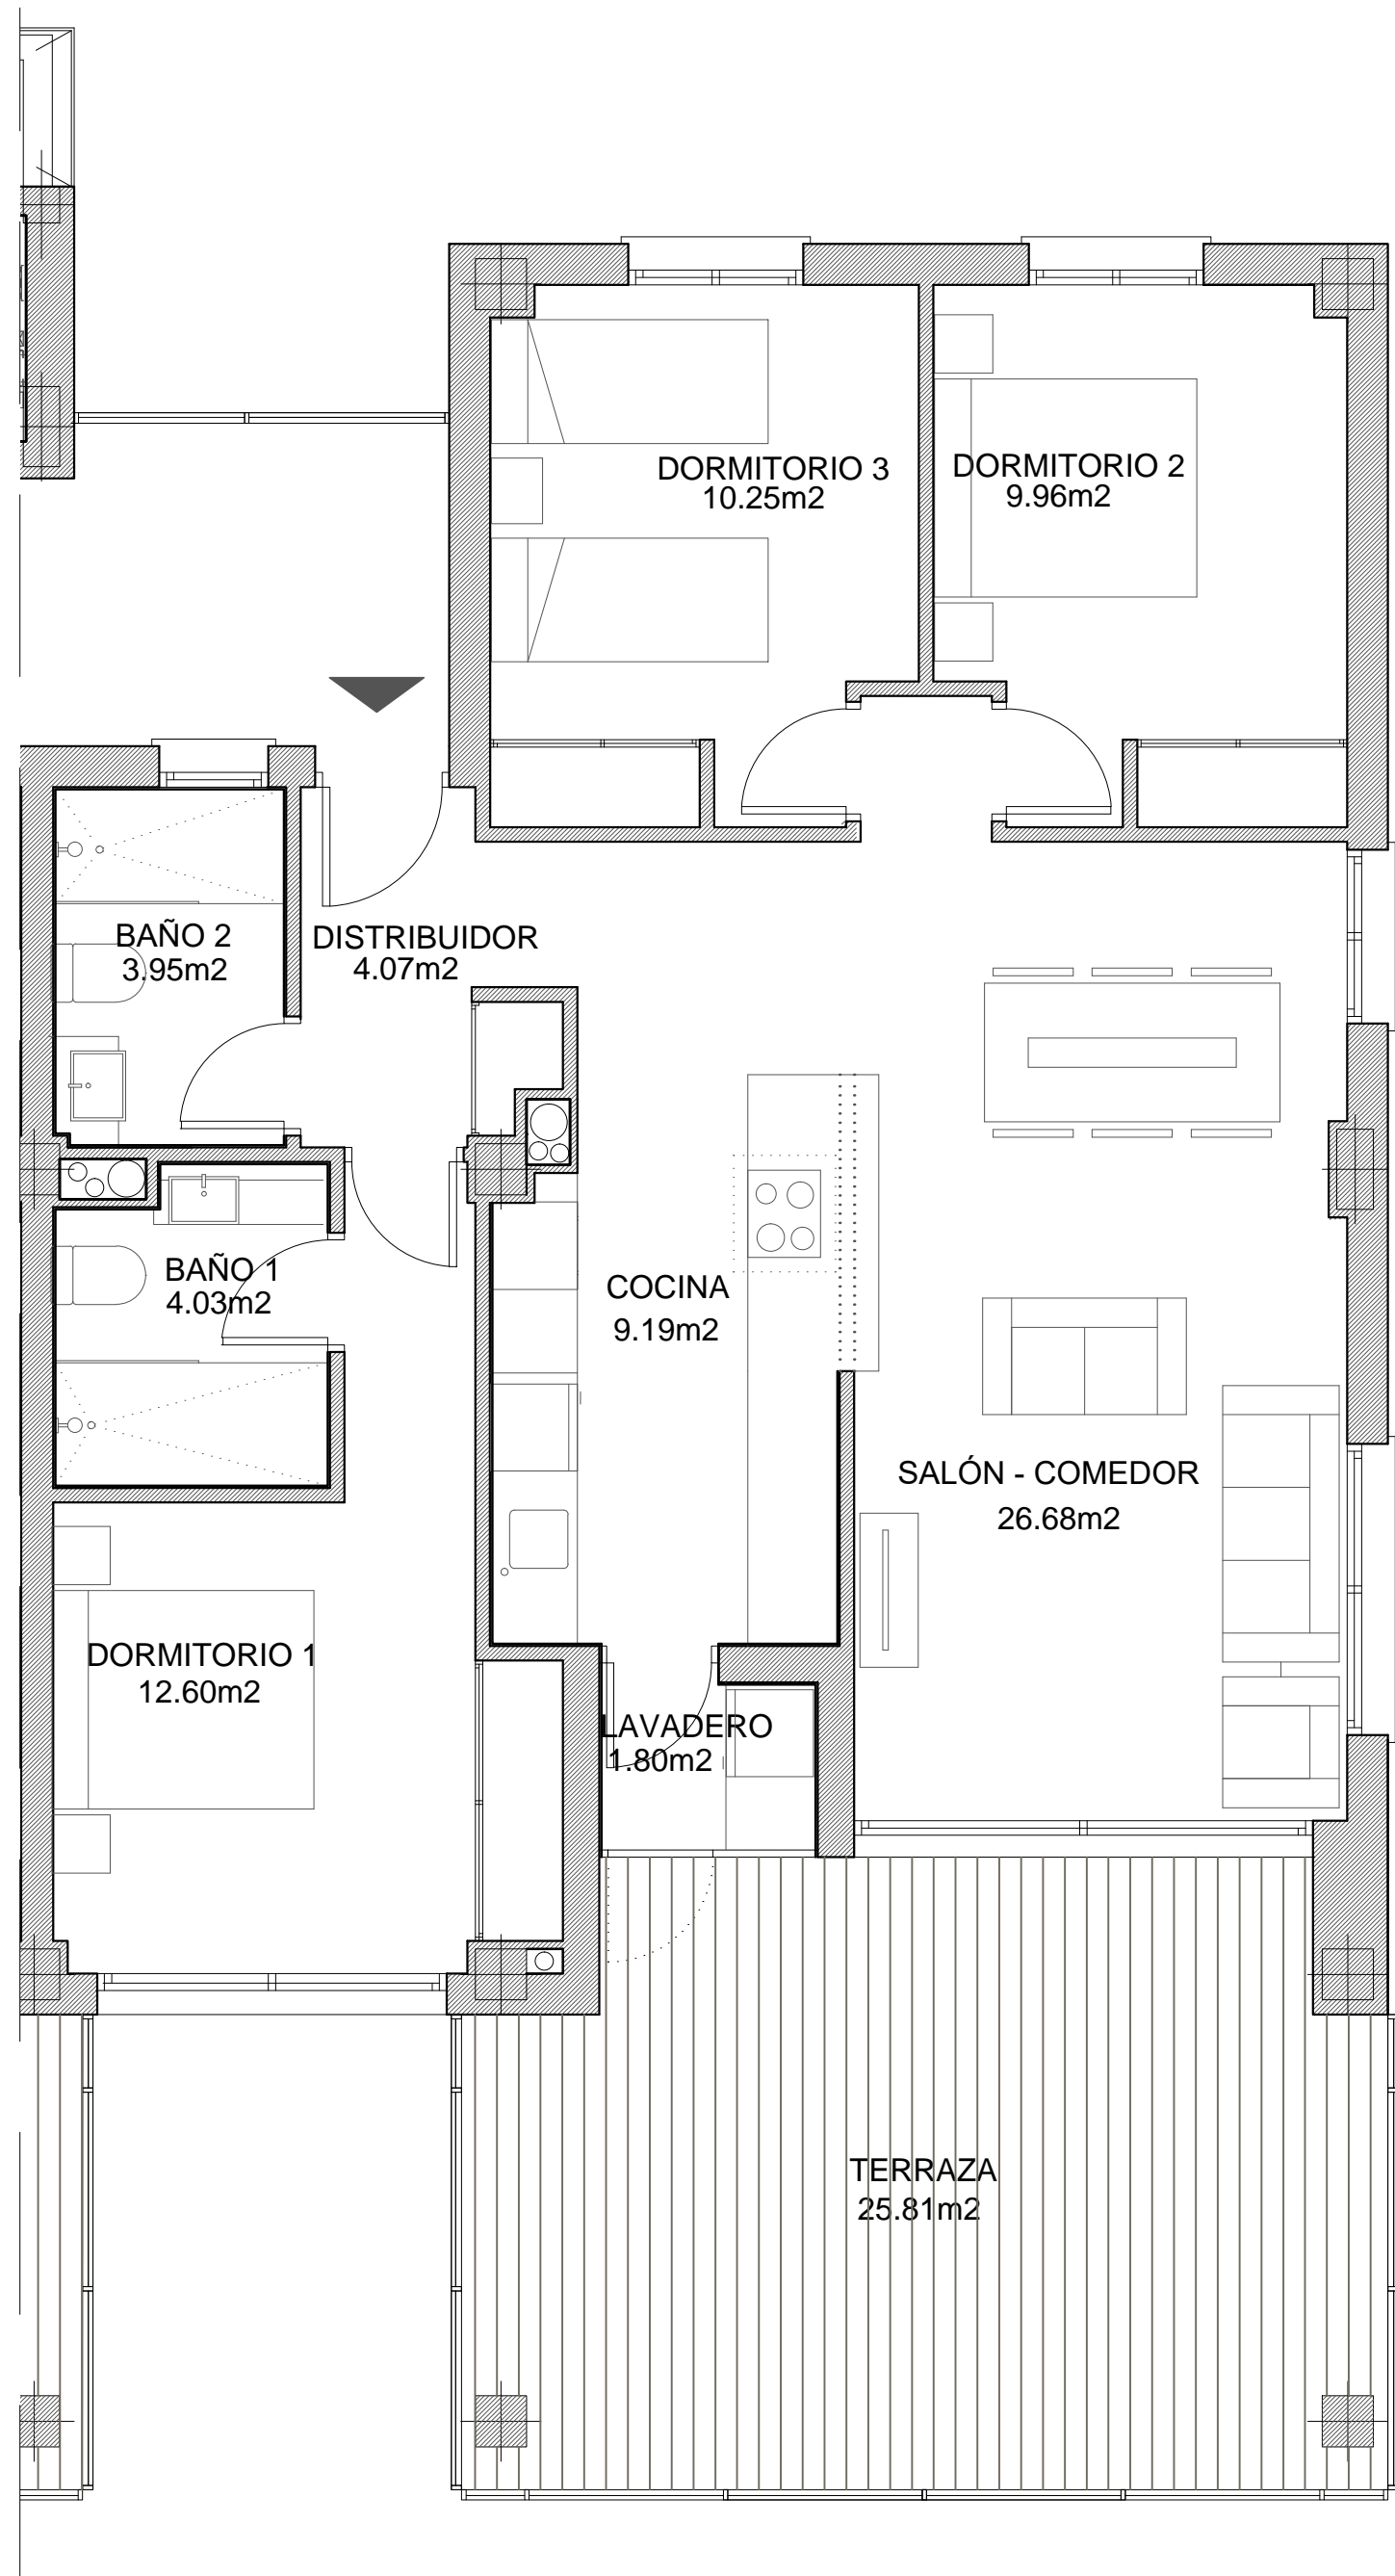 DORMITORIO 3
10.25m2
DORMITORIO 2
9.96m2
BAÑO 2
3.95m2
DISTRIBUIDOR
4.07m2
BAÑO 1
4.03m2
COCINA
9.19m2
SALÓN - COMEDOR
26.68m2
DORMITORIO 1
12.60m2
LAVADERO
1.80m2
TERRAZA
25.81m2